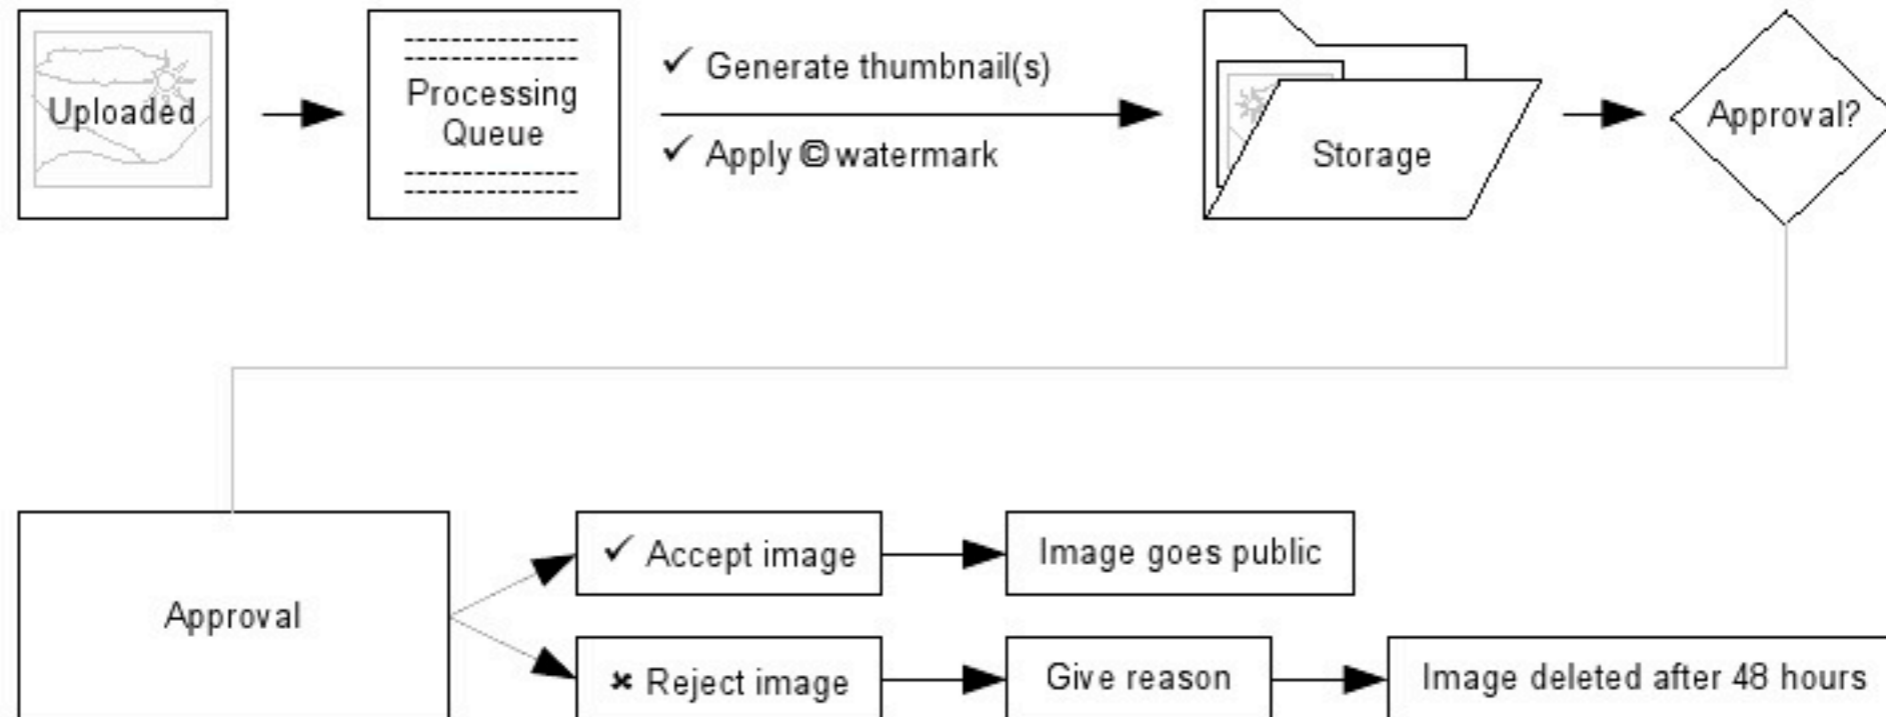 Uploaded
Processing
Queue
✓ Generate thumbnail(s)
✓ Apply © watermark
Storage
Approval?
Approval
✓ Accept image
Image goes public
✘ Reject image
Give reason
Image deleted after 48 hours